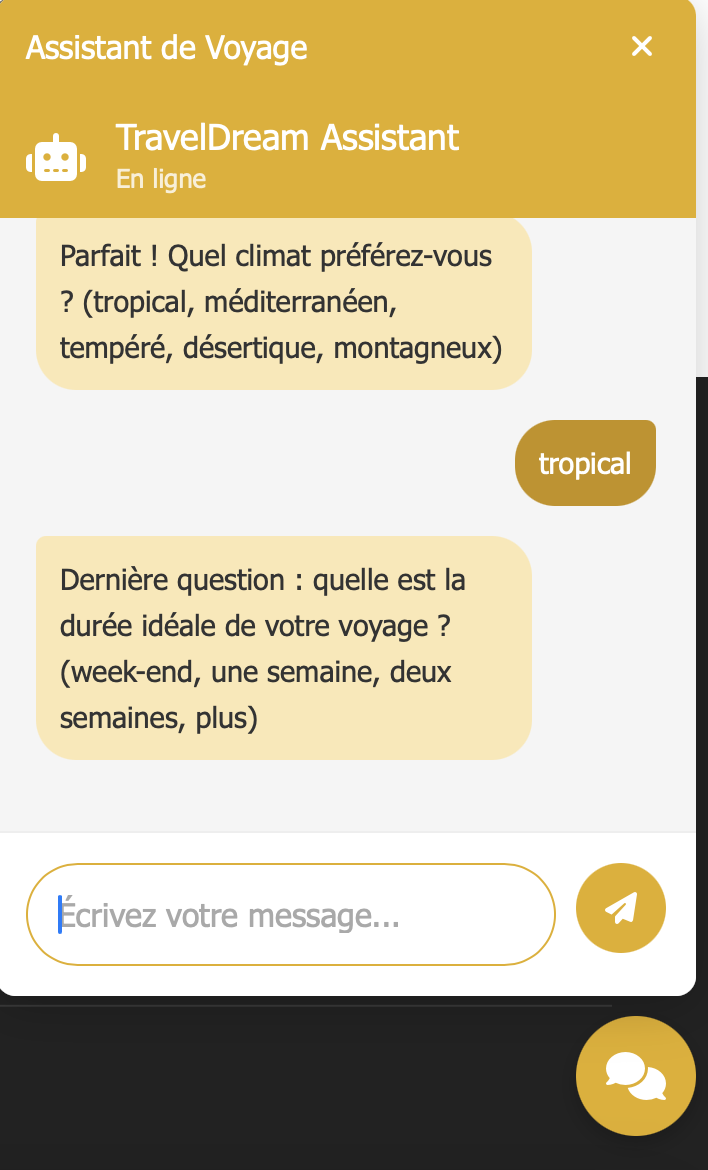 Assistant de Voyage
TravelDream Assistant
En ligne
Parfait ! Quel climat préférez-vous
? (tropical, méditerranéen,
tempéré, désertique, montagneux)
tropical
Dernière question : quelle est la
durée idéale de votre voyage ?
(week-end, une semaine, deux
semaines, plus)
Écrivez votre message...